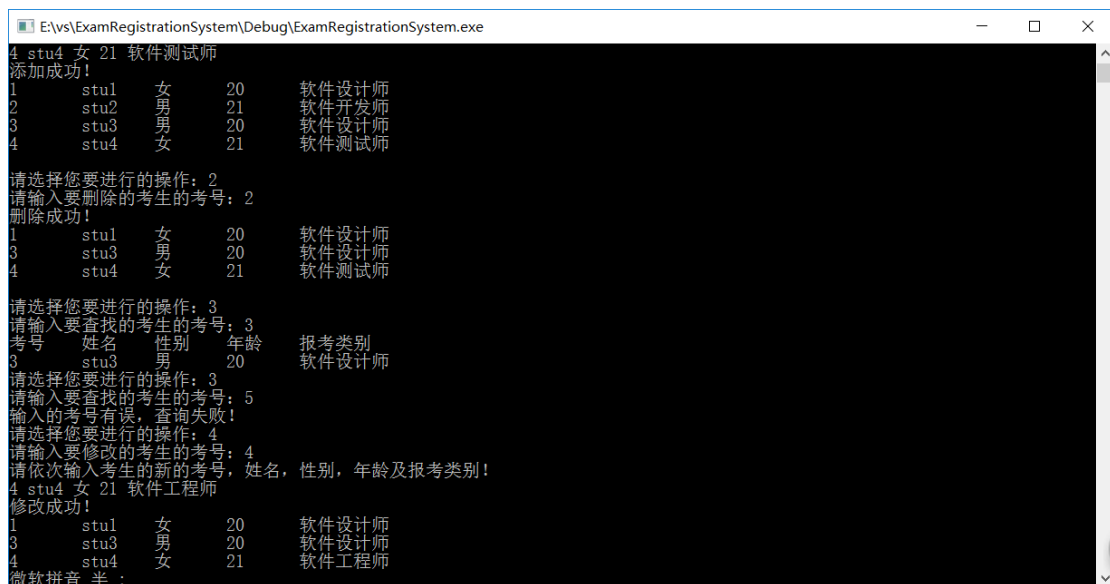 E:\vs\ExamRegistrationSystem\Debug\ExamRegistrationSystem.exe
4 stu4 女 21 软件测试师
添加成功!
1 stu1 女 20 软件设计师
2 stu2 男 21 软件开发师
3 stu3 男 20 软件设计师
4 stu4 女 21 软件测试师
请选择您要进行的操作: 2
请输入要删除的考生的考号: 2
删除成功!
1 stu1 女 20 软件设计师
3 stu3 男 20 软件设计师
4 stu4 女 21 软件测试师
请选择您要进行的操作: 3
请输入要查找的考生的考号: 3
考号 姓名 性别 年龄 报考类别
3 stu3 男 20 软件设计师
请选择您要进行的操作: 3
请输入要查找的考生的考号: 5
输入的考号有误, 查询失败!
请选择您要进行的操作: 4
请输入要修改的考生的考号: 4
请依次输入考生的新的考号, 姓名, 性别, 年龄及报考类别!
4 stu4 女 21 软件工程师
修改成功!
1 stu1 女 20 软件设计师
3 stu3 男 20 软件设计师
4 stu4 女 21 软件工程师
微软拼音 半 :